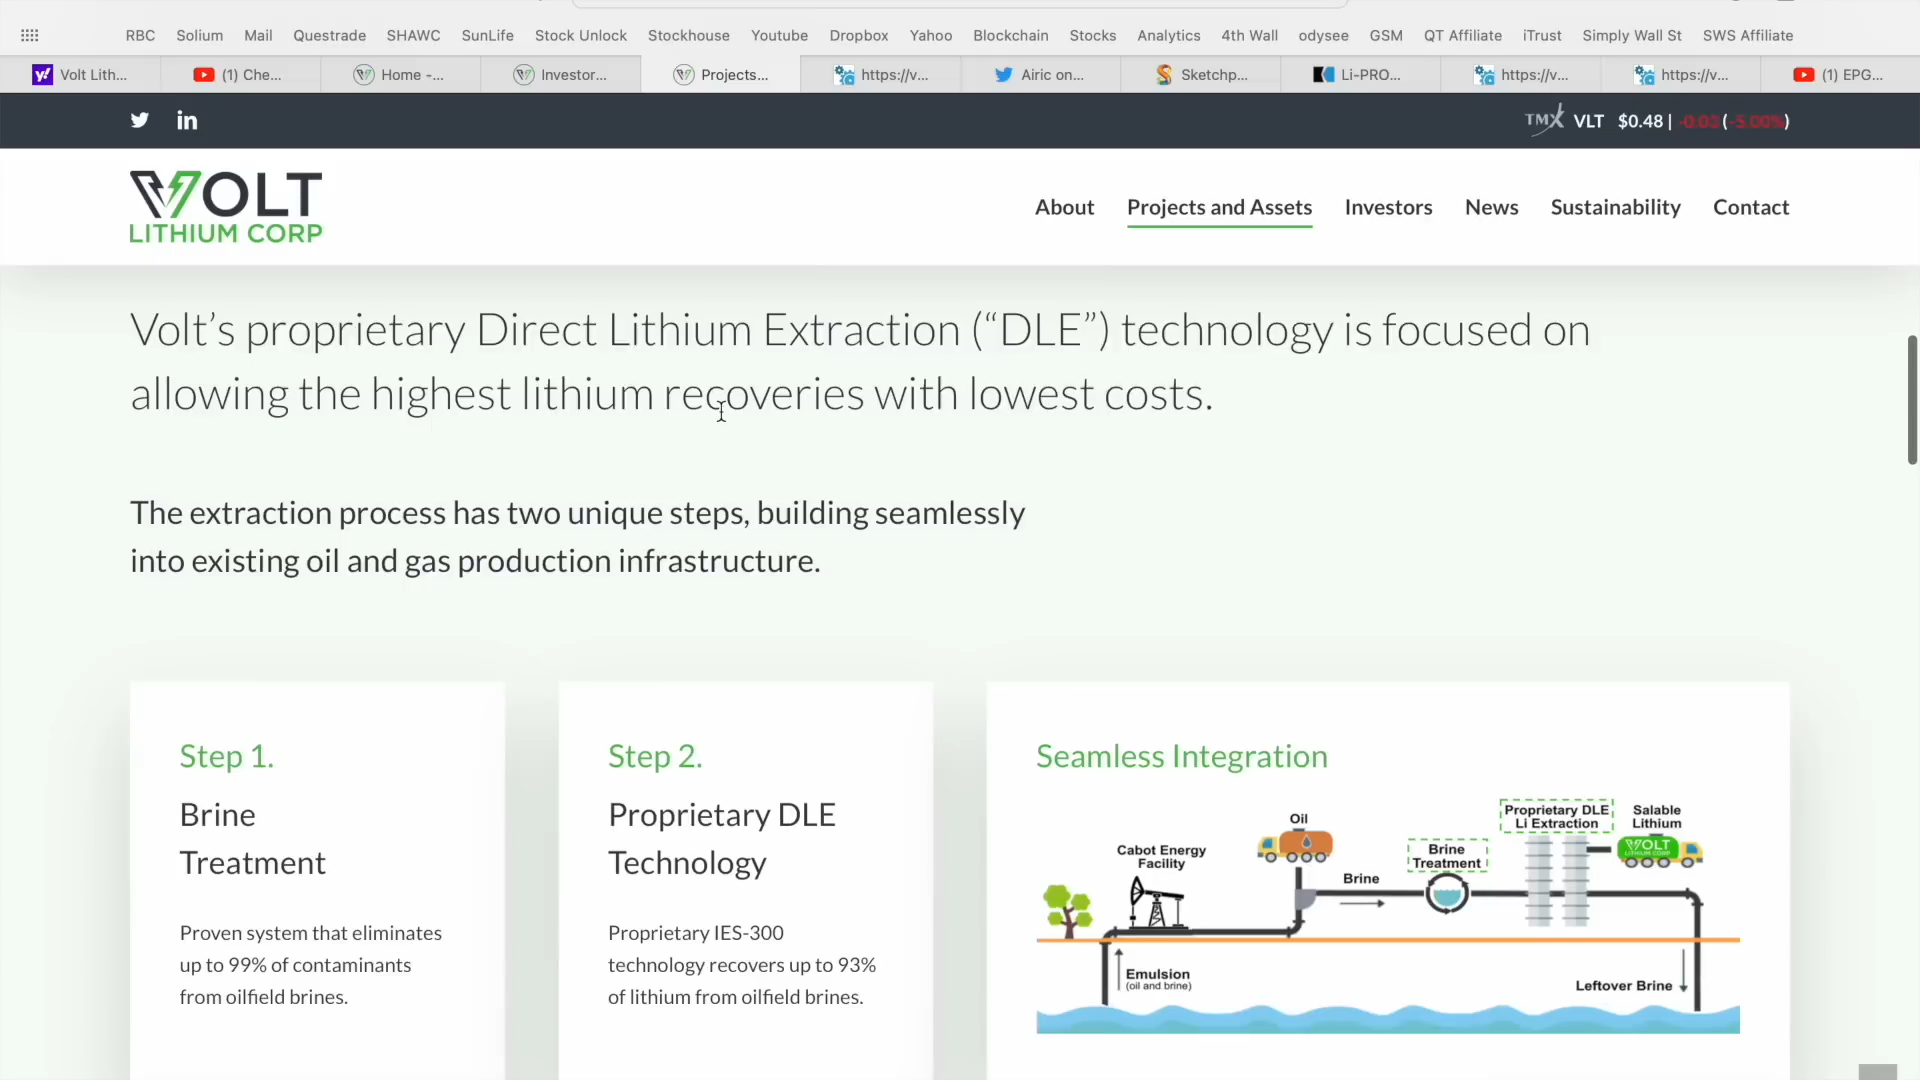 RBC Solium Mail Questrade SHAWC SunLife Stock Unlock Stockhouse Youtube Dropbox Yahoo Blockchain Stocks Analytics 4th Wall odysee GSM QT Affiliate iTrust Simply Wall St SWS Affiliate
Volt Lith... (1) Che... Home -... Investor... Projects... https://v... Airic on... Sketchp... Li-PRO... https://v... https://v... (1) EPG...
TMX VLT $0.48 | -0.03 (-5.00%)
VOLT
LITHIUM CORP
About Projects and Assets Investors News Sustainability Contact
Volt’s proprietary Direct Lithium Extraction (“DLE”) technology is focused on
allowing the highest lithium recoveries with lowest costs.
The extraction process has two unique steps, building seamlessly
into existing oil and gas production infrastructure.
Step 1.
Brine
Treatment
Proven system that eliminates
up to 99% of contaminants
from oilfield brines.
Step 2.
Proprietary DLE
Technology
Proprietary IES-300
technology recovers up to 93%
of lithium from oilfield brines.
Seamless Integration
Cabot Energy
Facility
Oil
Brine
Brine
Treatment
Proprietary DLE
Li Extraction
Salable
Lithium
VOLT
LITHIUM CORP
Emulsion
(oil and brine)
Leftover Brine